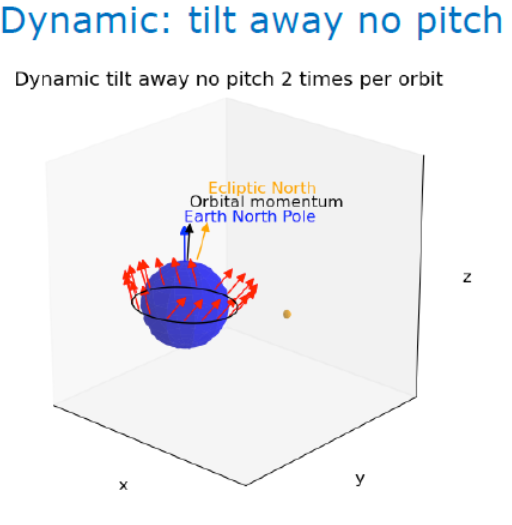 Dynamic: tilt away no pitch
Dynamic tilt away no pitch 2 times per orbit
Ecliptic North
Orbital momentum
Earth North Pole
z
y
x